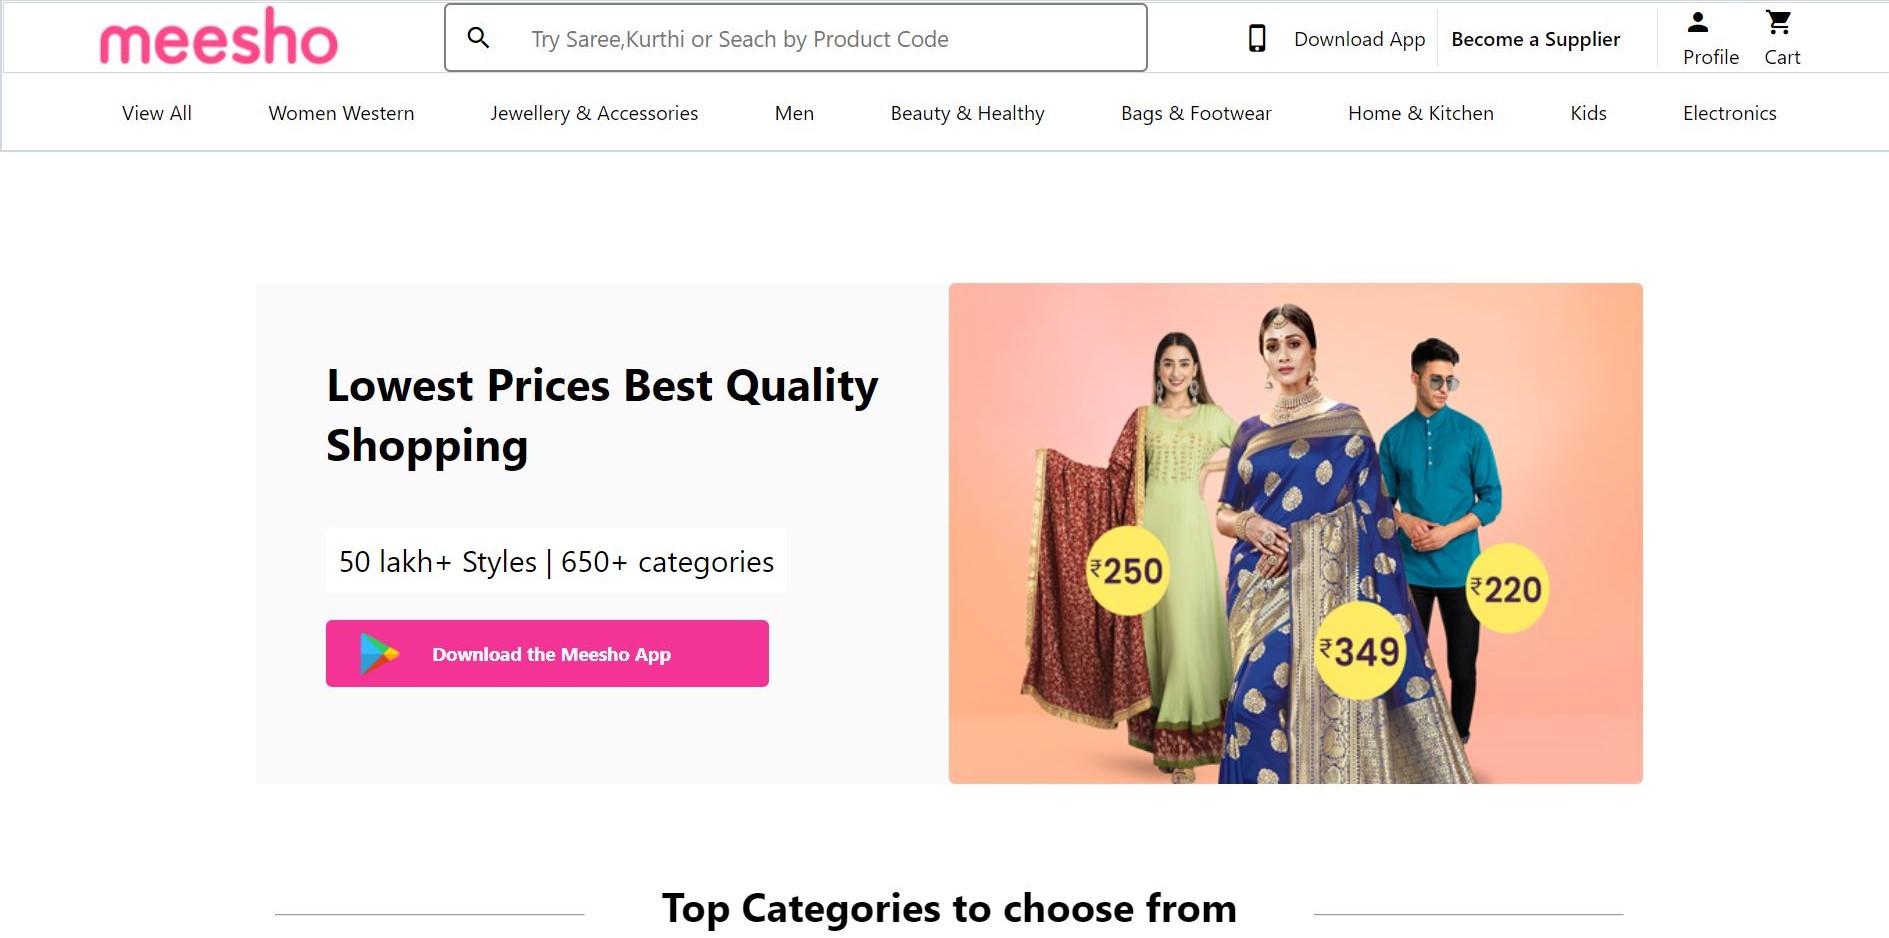 meesho
Try Saree,Kurthi or Seach by Product Code
Download App
Become a Supplier
Profile
Cart
View All
Women Western
Jewellery & Accessories
Men
Beauty & Healthy
Bags & Footwear
Home & Kitchen
Kids
Electronics
Lowest Prices Best Quality
Shopping
50 lakh+ Styles | 650+ categories
Download the Meesho App
₹250
₹349
₹220
Top Categories to choose from